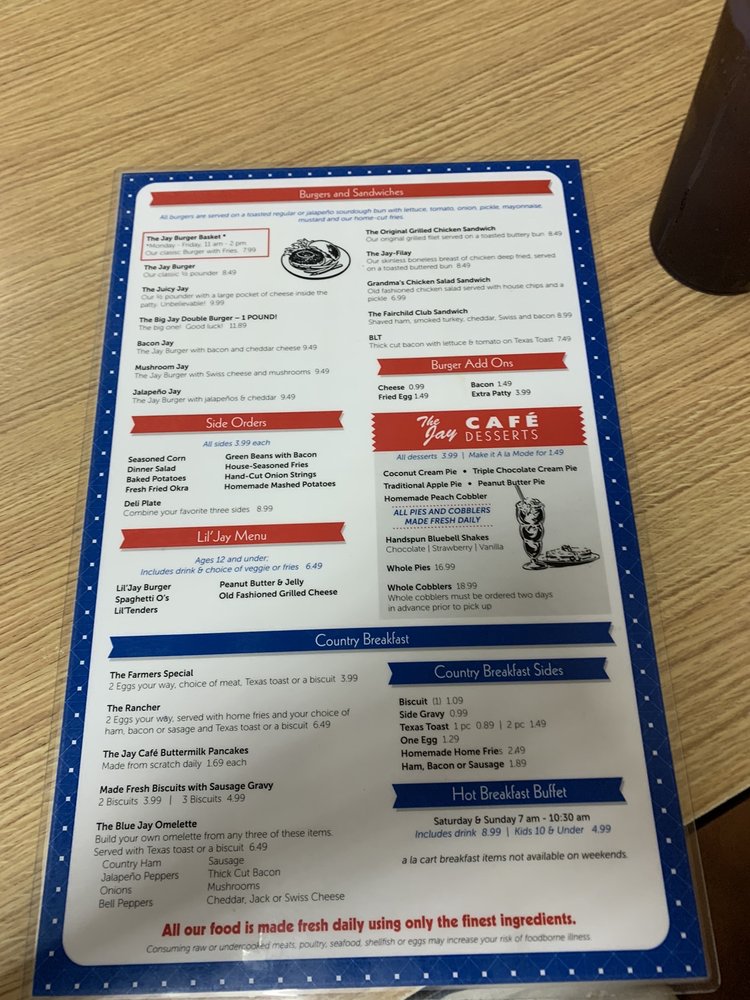 Burgers and Sandwiches
All burgers are served on a toasted regular or jalapeño sourdough bun with lettuce, tomato, onion, pickle, mayonnaise,
mustard and our home-cut fries.
The Jay Burger Basket *
*Monday - Friday, 11 am - 2 pm
Our classic Burger with Fries. 7.99
The Jay Burger
Our classic ½ pounder 8.49
The Juicy Jay
Our ½ pounder with a large pocket of cheese inside the
patty. Unbelievable! 9.99
The Big Jay Double Burger – 1 POUND!
The big one! Good luck! 11.89
Bacon Jay
The Jay Burger with bacon and cheddar cheese 9.49
Mushroom Jay
The Jay Burger with Swiss cheese and mushrooms 9.49
Jalapeño Jay
The Jay Burger with jalapeños & cheddar 9.49
The Original Grilled Chicken Sandwich
Our original grilled filet served on a toasted buttery bun 8.49
The Jay-Filay
Our skinless boneless breast of chicken deep fried, served
on a toasted buttered bun 8.49
Grandma's Chicken Salad Sandwich
Old fashioned chicken salad served with house chips and a
pickle 6.99
The Fairchild Club Sandwich
Shaved ham, smoked turkey, cheddar, Swiss and bacon 8.99
BLT
Thick cut bacon with lettuce & tomato on Texas Toast 7.49
Burger Add Ons
Cheese 0.99
Fried Egg 1.49
Bacon 1.49
Extra Patty 3.99
Side Orders
All sides 3.99 each
Seasoned Corn
Dinner Salad
Baked Potatoes
Fresh Fried Okra
Green Beans with Bacon
House-Seasoned Fries
Hand-Cut Onion Strings
Homemade Mashed Potatoes
Deli Plate
Combine your favorite three sides 8.99
Lil'Jay Menu
Ages 12 and under;
Includes drink & choice of veggie or fries 6.49
Lil'Jay Burger
Spaghetti O's
Lil'Tenders
Peanut Butter & Jelly
Old Fashioned Grilled Cheese
The Jay CAFÉ
DESSERTS
All desserts 3.99 | Make it A la Mode for 1.49
Coconut Cream Pie • Triple Chocolate Cream Pie
Traditional Apple Pie • Peanut Butter Pie
Homemade Peach Cobbler
ALL PIES AND COBBLERS
MADE FRESH DAILY
Handspun Bluebell Shakes
Chocolate | Strawberry | Vanilla
Whole Pies 16.99
Whole Cobblers 18.99
Whole cobblers must be ordered two days
in advance prior to pick up
Country Breakfast
The Farmers Special
2 Eggs your way, choice of meat, Texas toast or a biscuit 3.99
The Rancher
2 Eggs your way, served with home fries and your choice of
ham, bacon or sasage and Texas toast or a biscuit 6.49
The Jay Café Buttermilk Pancakes
Made from scratch daily 1.69 each
Made Fresh Biscuits with Sausage Gravy
2 Biscuits 3.99 | 3 Biscuits 4.99
The Blue Jay Omelette
Build your own omelette from any three of these items.
Served with Texas toast or a biscuit 6.49
Country Ham
Jalapeño Peppers
Onions
Bell Peppers
Sausage
Thick Cut Bacon
Mushrooms
Cheddar, Jack or Swiss Cheese
Country Breakfast Sides
Biscuit (1) 1.09
Side Gravy 0.99
Texas Toast 1 pc 0.89 | 2 pc 1.49
One Egg 1.29
Homemade Home Fries 2.49
Ham, Bacon or Sausage 1.89
Hot Breakfast Buffet
Saturday & Sunday 7 am - 10:30 am
Includes drink 8.99 | Kids 10 & Under 4.99
a la cart breakfast items not available on weekends.
All our food is made fresh daily using only the finest ingredients.
Consuming raw or undercooked meats, poultry, seafood, shellfish or eggs may increase your risk of foodborne illness